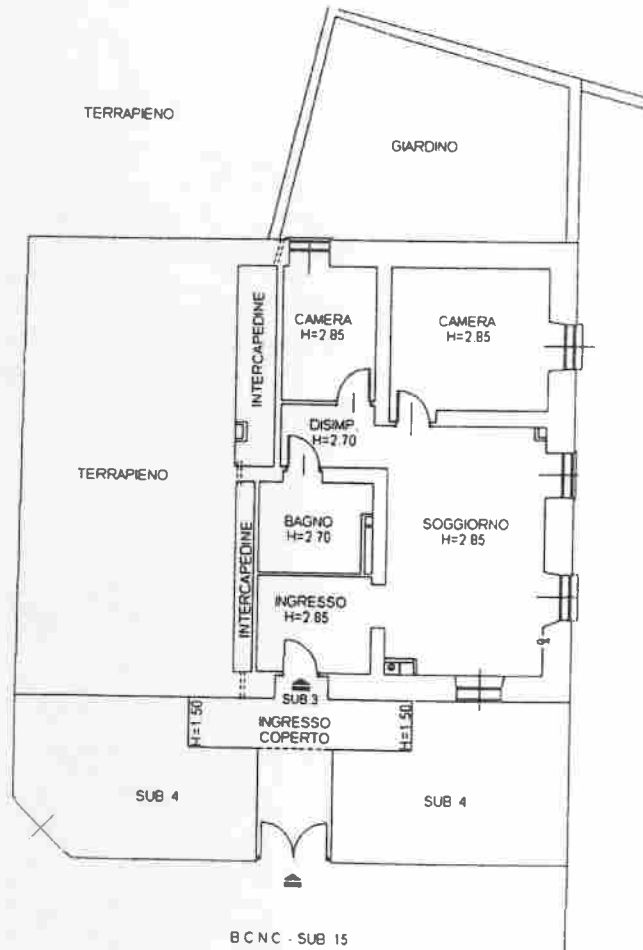 TERRAPIENO
GIARDINO
INTERCAPEDINE
CAMERA
H=2.85
CAMERA
H=2.85
DISIMP.
H=2.70
TERRAPIENO
BAGNO
H=2.70
SOGGIORNO
H=2.85
INTERCAPEDINE
INGRESSO
H=2.85
SUB 3
INGRESSO
COPERTO
H=1.50
H=1.50
SUB 4
SUB 4
BCNC - SUB 15